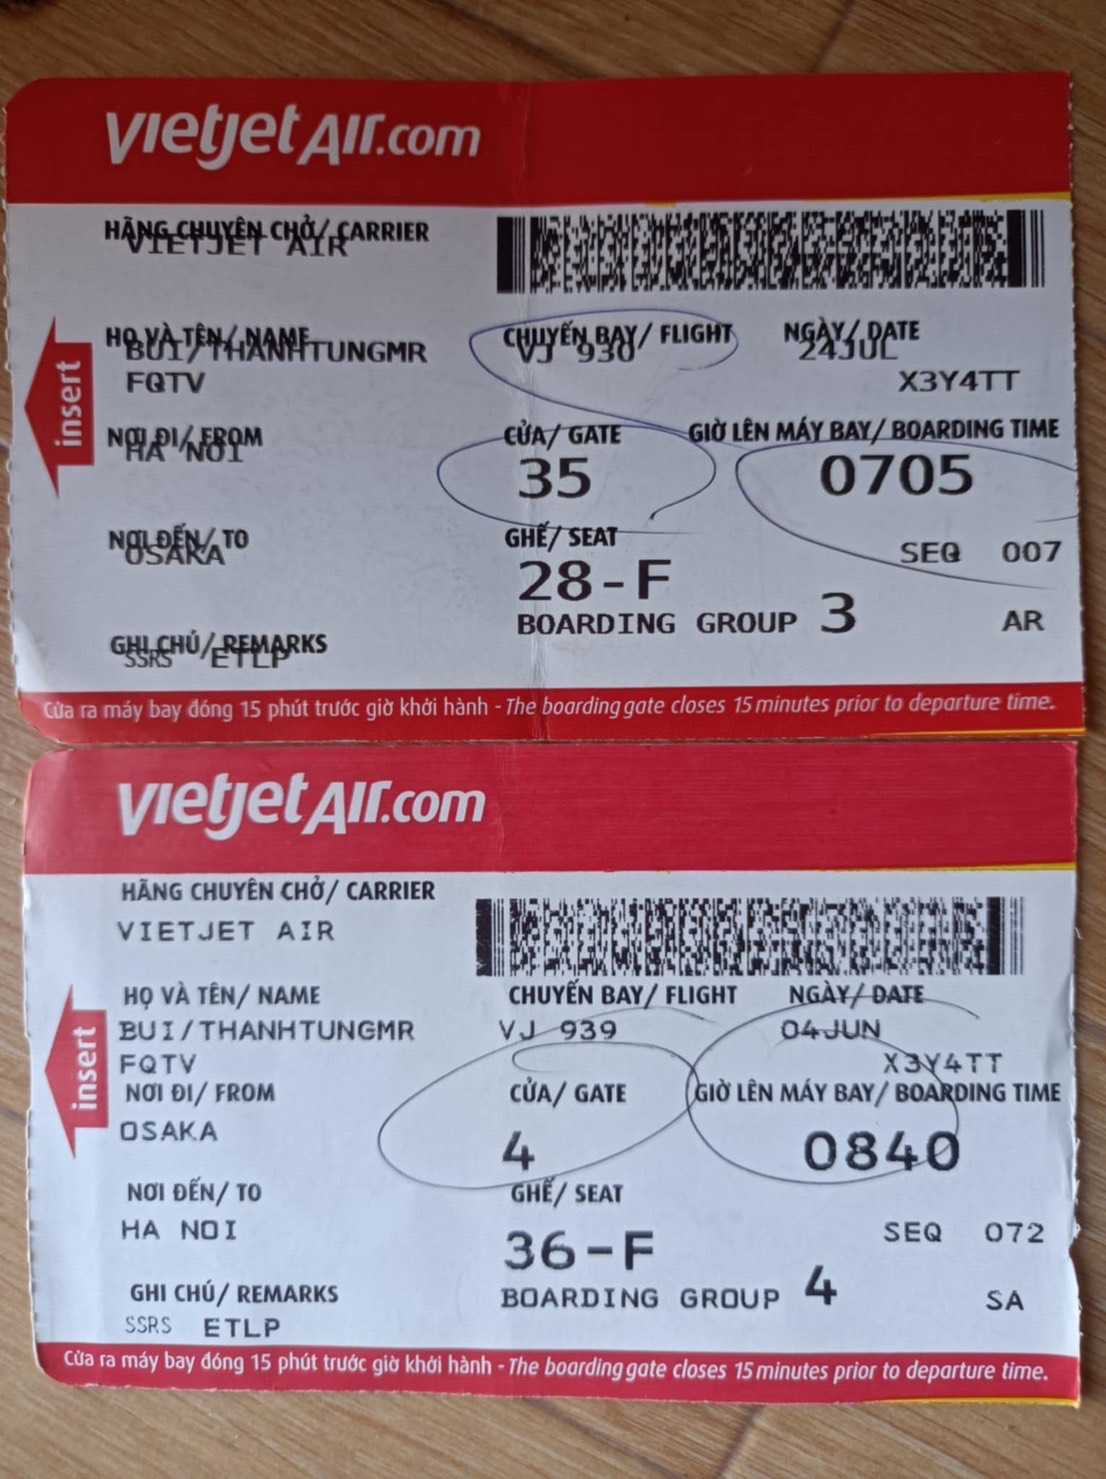 vietjetAir.com
HÃNG CHUYÊN CHỞ/ CARRIER
VIETJET AIR
HỌ VÀ TÊN/ NAME
BUI/THANHTUNGMR
FQTV
CHUYẾN BAY/ FLIGHT
VJ 930
NGÀY/ DATE
24JUL
X3Y4TT
NƠI ĐI/ FROM
HA NOI
CỬA/ GATE
35
GIỜ LÊN MÁY BAY/ BOARDING TIME
0705
NƠI ĐẾN/ TO
OSAKA
GHẾ/ SEAT
28-F
SEQ 007
BOARDING GROUP 3
AR
GHI CHÚ/ REMARKS
SSRS ETLP
insert
Cửa ra máy bay đóng 15 phút trước giờ khởi hành - The boarding gate closes 15 minutes prior to departure time.
vietjetAir.com
HÃNG CHUYÊN CHỞ/ CARRIER
VIETJET AIR
HỌ VÀ TÊN/ NAME
BUI/THANHTUNGMR
FQTV
CHUYẾN BAY/ FLIGHT
VJ 939
NGÀY/ DATE
04JUN
X3Y4TT
NƠI ĐI/ FROM
OSAKA
CỬA/ GATE
4
GIỜ LÊN MÁY BAY/ BOARDING TIME
0840
NƠI ĐẾN/ TO
HA NOI
GHẾ/ SEAT
36-F
SEQ 072
BOARDING GROUP 4
SA
GHI CHÚ/ REMARKS
SSRS ETLP
insert
Cửa ra máy bay đóng 15 phút trước giờ khởi hành - The boarding gate closes 15 minutes prior to departure time.